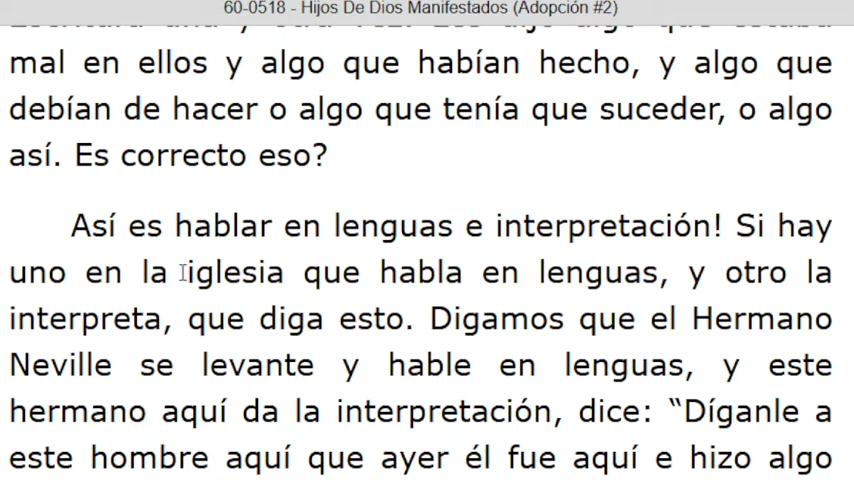 60-0518 - Hijos De Dios Manifestados (Adopción #2)
mal en ellos y algo que habían hecho, y algo que
debían de hacer o algo que tenía que suceder, o algo
así. Es correcto eso?
Así es hablar en lenguas e interpretación! Si hay
uno en la iglesia que habla en lenguas, y otro la
interpreta, que diga esto. Digamos que el Hermano
Neville se levante y hable en lenguas, y este
hermano aquí da la interpretación, dice: “Díganle a
este hombre aquí que ayer él fue aquí e hizo algo